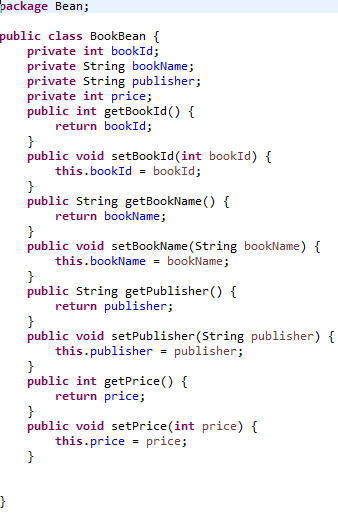 package Bean;
public class BookBean {
private int bookId;
private String bookName;
private String publisher;
private int price;
public int getBookId() {
return bookId;
}
public void setBookId(int bookId) {
this.bookId = bookId;
}
public String getBookName() {
return bookName;
}
public void setBookName(String bookName) {
this.bookName = bookName;
}
public String getPublisher() {
return publisher;
}
public void setPublisher(String publisher) {
this.publisher = publisher;
}
public int getPrice() {
return price;
}
public void setPrice(int price) {
this.price = price;
}
}